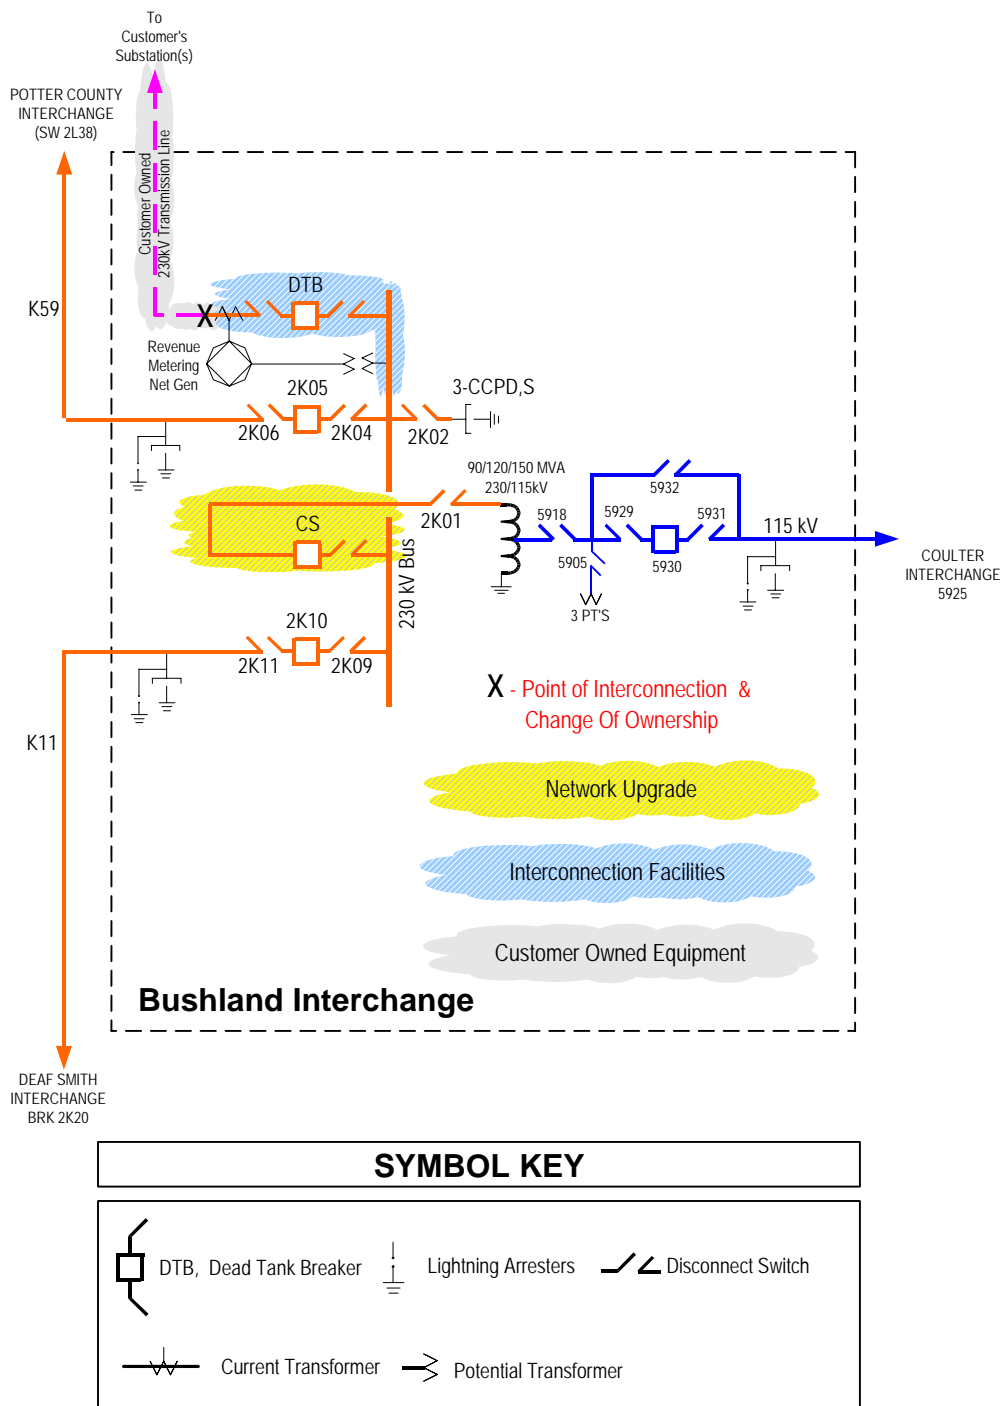 To
Customer's
Substation(s)
POTTER COUNTY
INTERCHANGE
(SW 2L38)
Customer Owned
230kV Transmission Line
K59
DTB
X
Revenue
Metering
Net Gen
2K05
3-CCPD,S
2K06
2K04
2K02
90/120/150 MVA
230/115kV
2K01
CS
5932
5918
5929
5931
115 kV
5905
5930
3 PT'S
COULTER
INTERCHANGE
5925
230 kV Bus
2K10
2K11
2K09
K11
X - Point of Interconnection &
Change Of Ownership
Network Upgrade
Interconnection Facilities
Customer Owned Equipment
Bushland Interchange
DEAF SMITH
INTERCHANGE
BRK 2K20
SYMBOL KEY
DTB, Dead Tank Breaker
Lightning Arresters
Disconnect Switch
Current Transformer
Potential Transformer